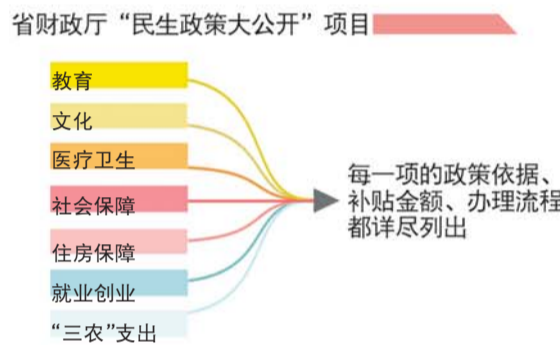 省财政厅“民生政策大公开”项目
教育
文化
医疗卫生
社会保障
住房保障
就业创业
“三农”支出
每一项的政策依据、
补贴金额、办理流程
都详尽列出